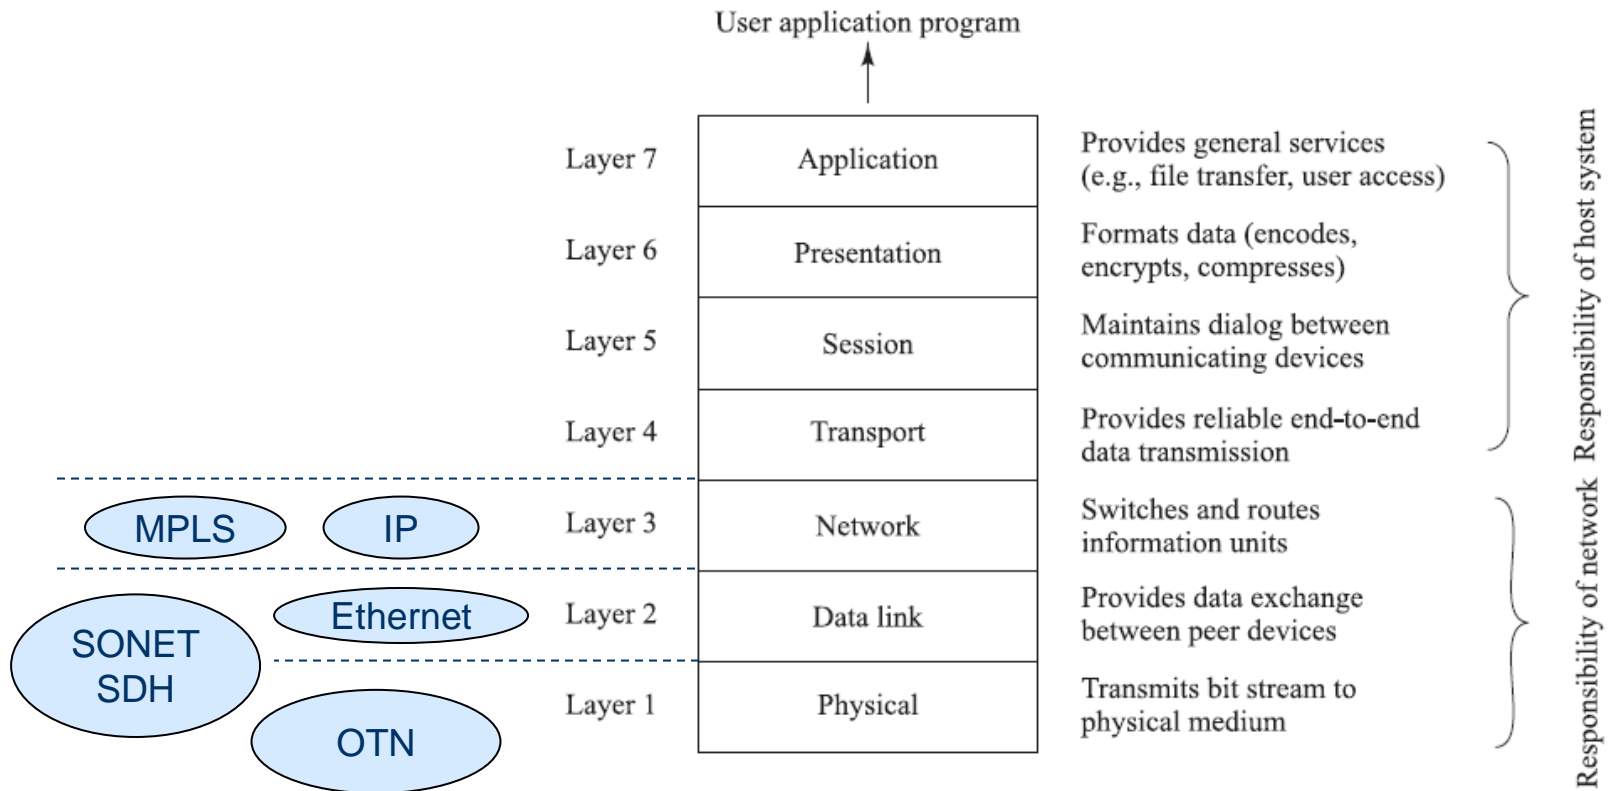 User application program
Layer 7
Application
Provides general services
(e.g., file transfer, user access)
Layer 6
Presentation
Formats data (encodes,
encrypts, compresses)
Layer 5
Session
Maintains dialog between
communicating devices
Layer 4
Transport
Provides reliable end-to-end
data transmission
Responsibility of host system
MPLS
IP
Layer 3
Network
Switches and routes
information units
Ethernet
Layer 2
Data link
Provides data exchange
between peer devices
SONET
SDH
OTN
Layer 1
Physical
Transmits bit stream to
physical medium
Responsibility of network